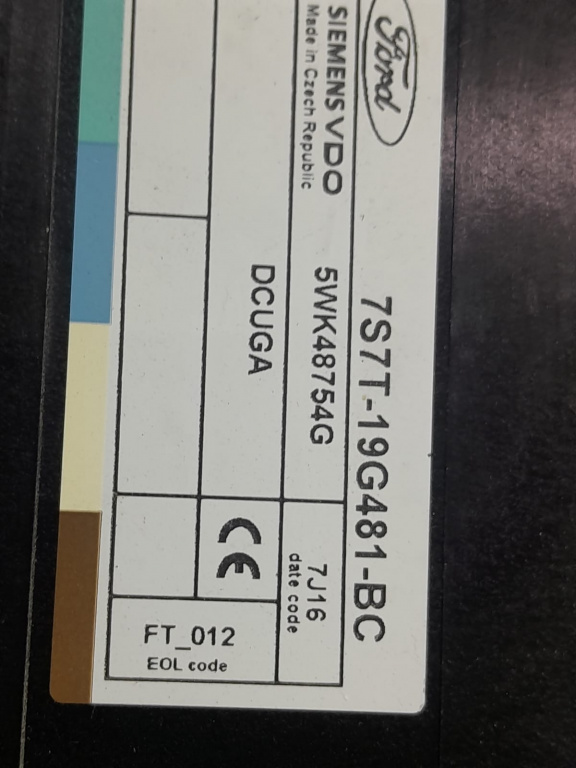 Ford
7S7T-19G481-BC
SIEMENS VDO
Made in Czech Republic
5WK48754G
7J16
date code
DCUGA
CE
FT_012
EOL code